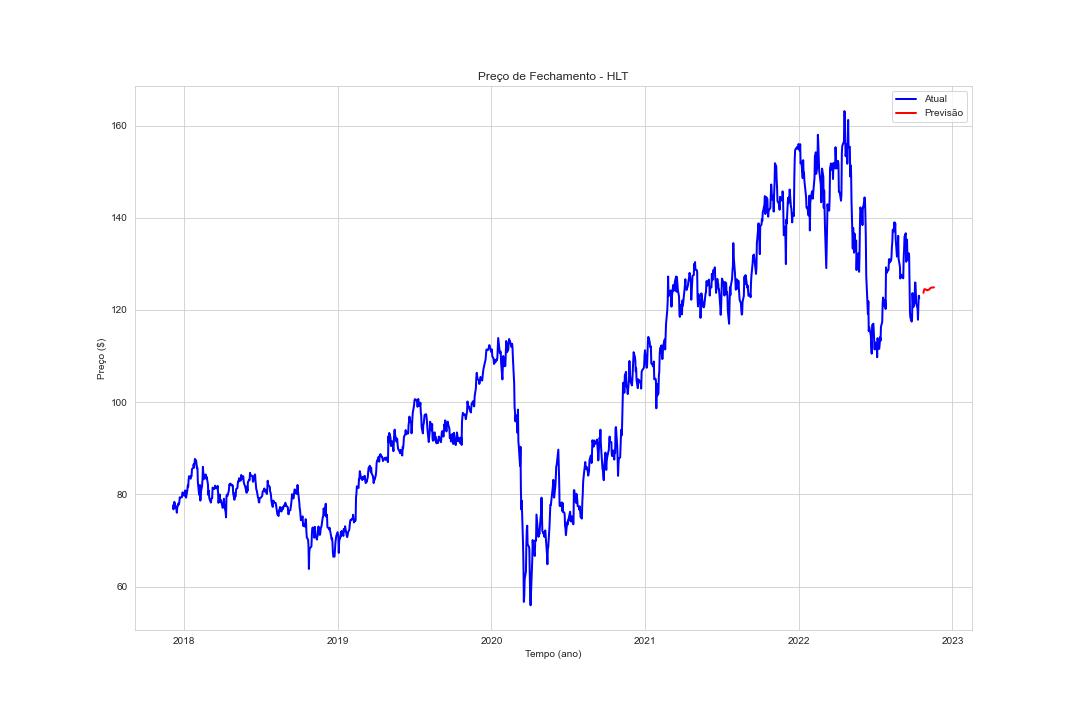 Preço de Fechamento - HLT
Atual
Previsão
160
140
120
100
80
60
Preço ($)
2018 2019 2020 2021 2022 2023
Tempo (ano)